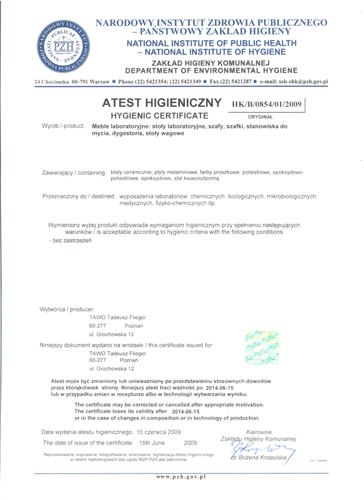 NARODOWY INSTYTUT ZDROWIA PUBLICZNEGO
– PAŃSTWOWY ZAKŁAD HIGIENY
NATIONAL INSTITUTE OF PUBLIC HEALTH
– NATIONAL INSTITUTE OF HYGIENE
ZAKŁAD HIGIENY KOMUNALNEJ
DEPARTMENT OF ENVIRONMENTAL HYGIENE
PZH
24 Chocimska 00-791 Warsaw ● Phone (22) 5421354; (22) 5421349 ● Fax (22) 5421287 ● e-mail: sek-zhk@pzh.gov.pl
ATEST HIGIENICZNY HK/B/0854/01/2009
HYGIENIC CERTIFICATE ORYGINAŁ
Wyrób / product: Meble laboratoryjne: stoły laboratoryjne, szafy, szafki, stanowiska do
mycia, dygestoria, stoły wagowe
Zawierający / containing: blaty ceramiczne, płyty melaminowe, farby proszkowe: poliestrowe, epoksydowo-
poliestrowe, epoksydowe, stal kwasoodporną
Przeznaczony do / destined: wyposażenia laboratoriów: chemicznych, biologicznych, mikrobiologicznych,
medycznych, fizyko-chemicznych itp.
Wymieniony wyżej produkt odpowiada wymaganiom higienicznym przy spełnieniu następujących
warunków / is acceptable according to hygienic criteria with the following conditions
- bez zastrzeżeń
Wytwórca / producer:
TAWO Tadeusz Flieger
60-277 Poznań
ul. Grochowska 12
Niniejszy dokument wydano na wniosek / this certificate issued for:
TAWO Tadeusz Flieger
60-277 Poznań
ul. Grochowska 12
Atest może być zmieniony lub unieważniony po przedstawieniu stosownych dowodów
przez którąkolwiek stronę. Niniejszy atest traci ważność po 2014-06-15
lub w przypadku zmian w recepturze albo w technologii wytwarzania wyrobu.
The certificate may be corrected or cancelled after appropriate motivation.
The certificate loses its validity after 2014-06-15
or in the case of changes in composition or in technology of production.
Data wydania atestu higienicznego: 15 czerwca 2009
The date of issue of the certificate: 15th June 2009
Kierownik
Zakładu Higieny Komunalnej
dr Bożena Krogulska
Reprodukowanie, kopiowanie, fotografowanie, skanowanie, digitalizacja Atestu Higienicznego
w celach marketingowych bez zgody NIZP-PZH jest zabronione.
www.pzh.gov.pl